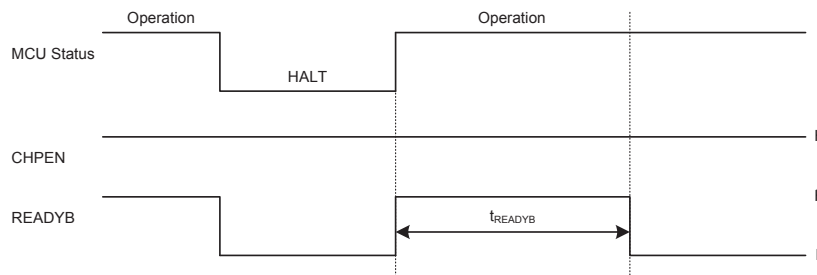 Operation Operation
MCU Status
HALT
CHPEN
READYB
tREADYB